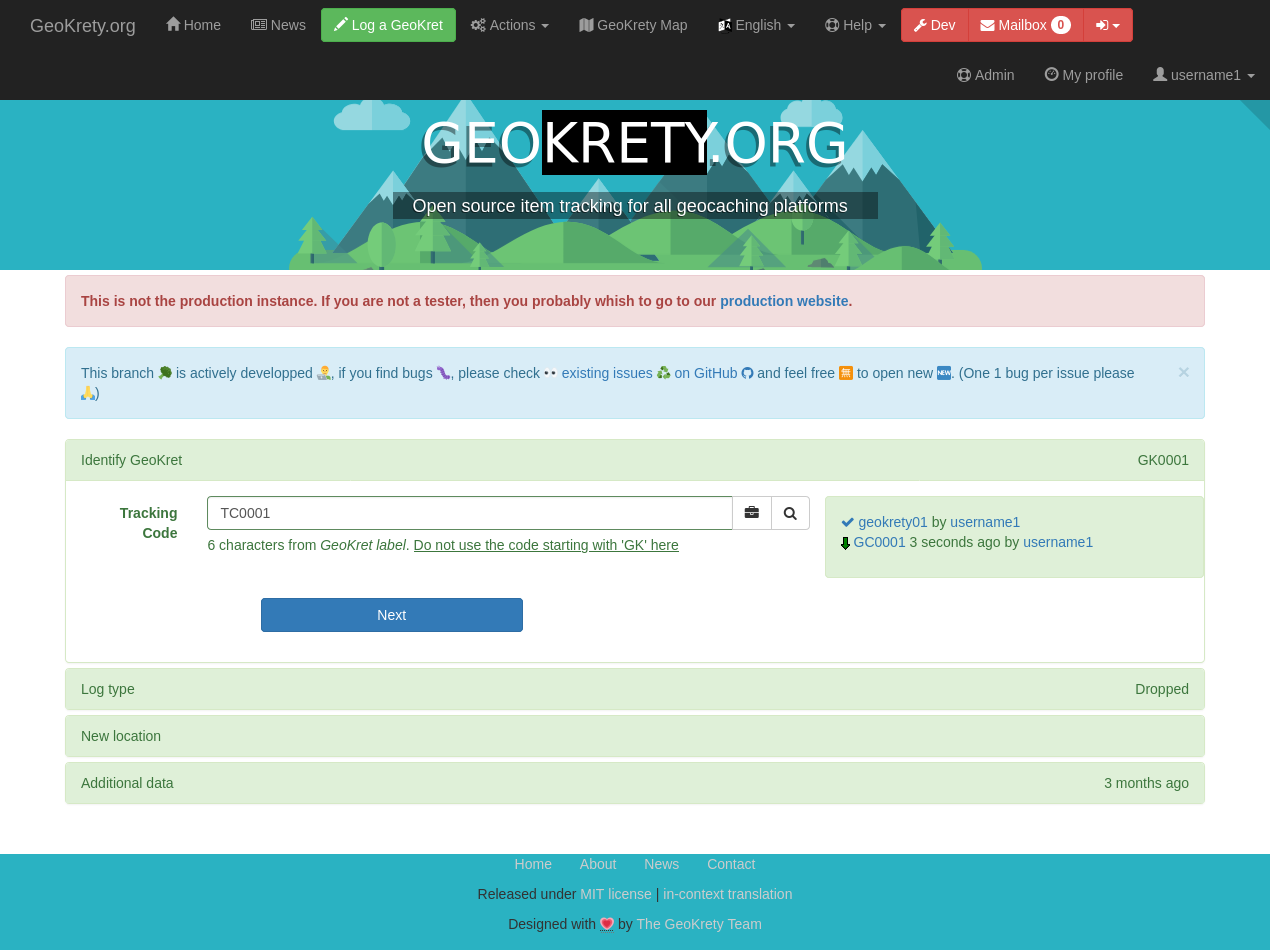 GeoKrety.org Home News Log a GeoKret Actions GeoKrety Map English Help Dev Mailbox 0
Admin My profile username1
GEOKRETY.ORG
Open source item tracking for all geocaching platforms
This is not the production instance. If you are not a tester, then you probably whish to go to our production website.
This branch 🥦 is actively developped 👨‍🔬, if you find bugs 🐛, please check 👀 existing issues ♻ on GitHub and feel free 🈚 to open new 🆕. (One 1 bug per issue please ×
🙏)
Identify GeoKret GK0001
Tracking Code TC0001
6 characters from GeoKret label. Do not use the code starting with 'GK' here
geokrety01 by username1
GC0001 3 seconds ago by username1
Next
Log type Dropped
New location
Additional data 3 months ago
Home About News Contact
Released under MIT license | in-context translation
Designed with 💗 by The GeoKrety Team